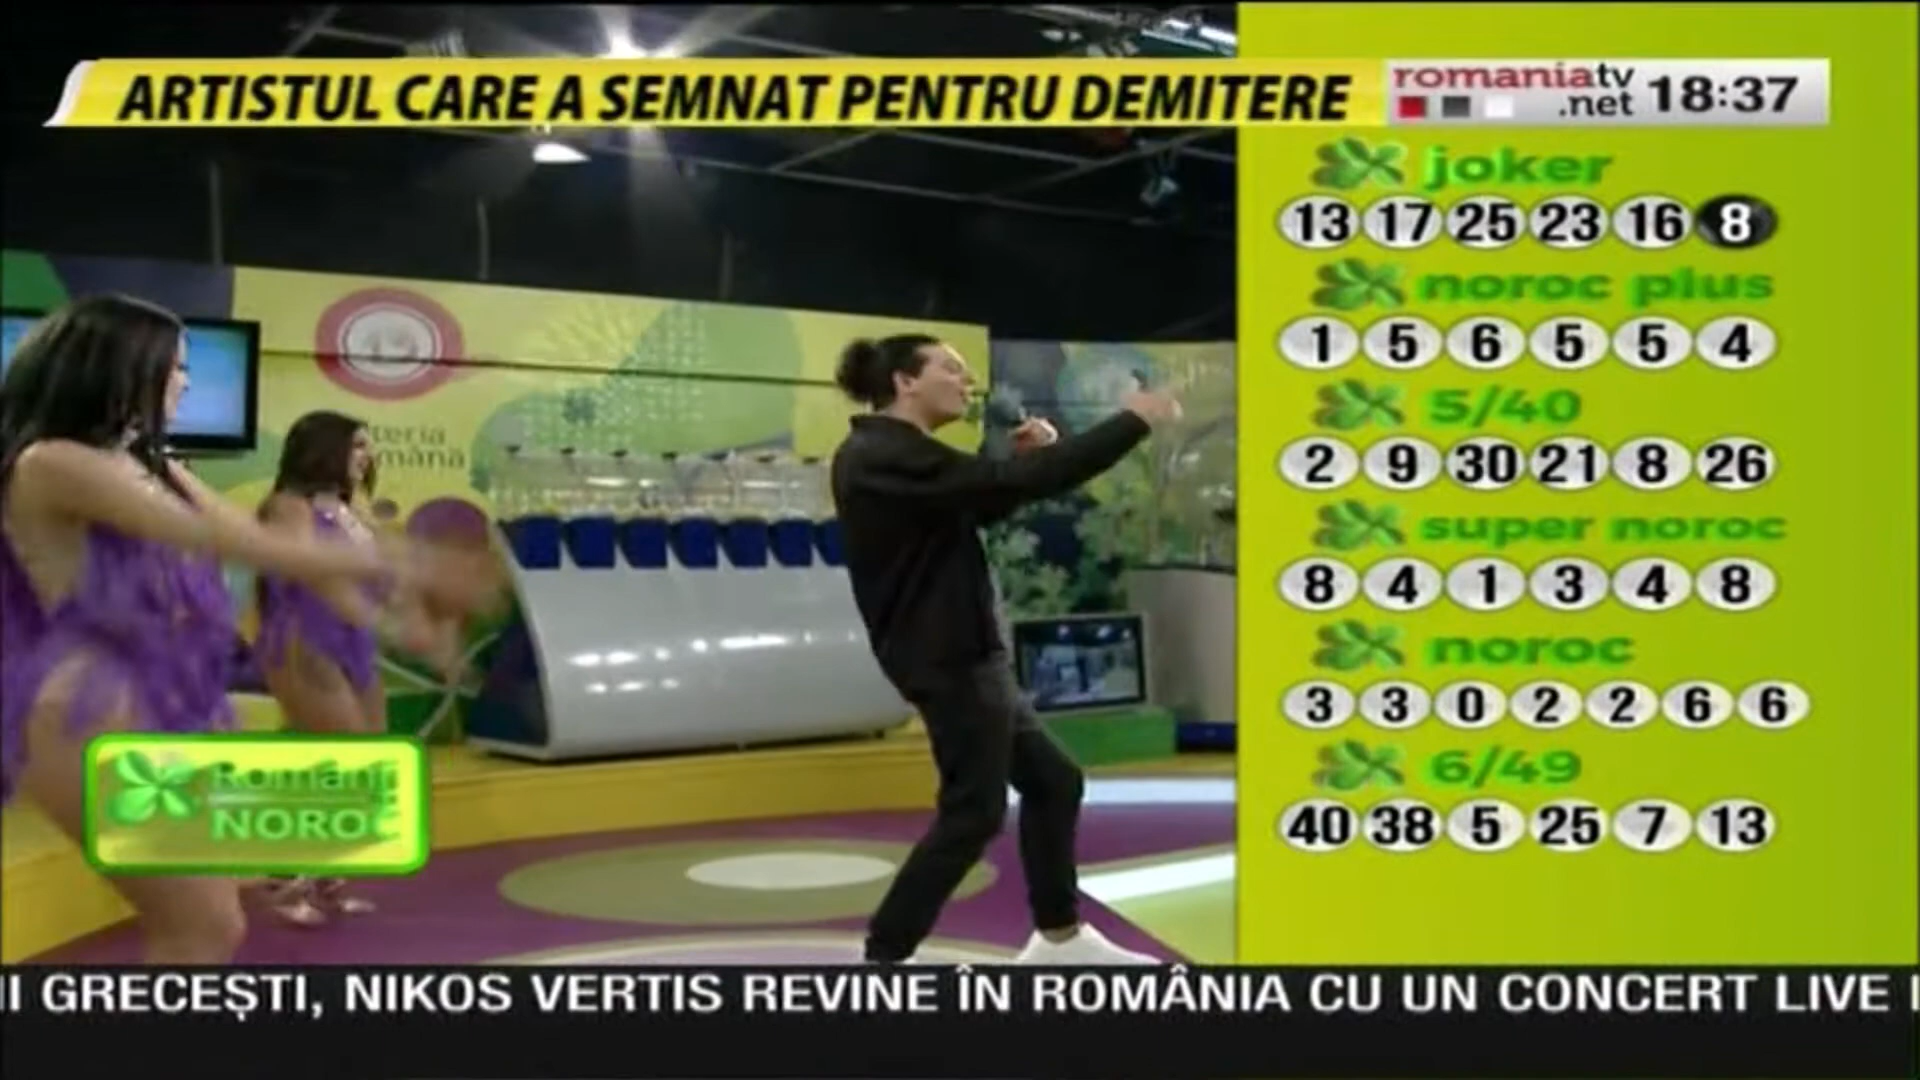 ARTISTUL CARE A SEMNAT PENTRU DEMITERE
romaniatv
.net
18:37
joker
13 17 25 23 16 8
noroc plus
1 5 6 5 5 4
5/40
2 9 30 21 8 26
super noroc
8 4 1 3 4 8
noroc
3 3 0 2 2 6 6
6/49
40 38 5 25 7 13
teria
mână
NOROC
II GRECEȘTI, NIKOS VERTIS REVINE ÎN ROMÂNIA CU UN CONCERT LIVE